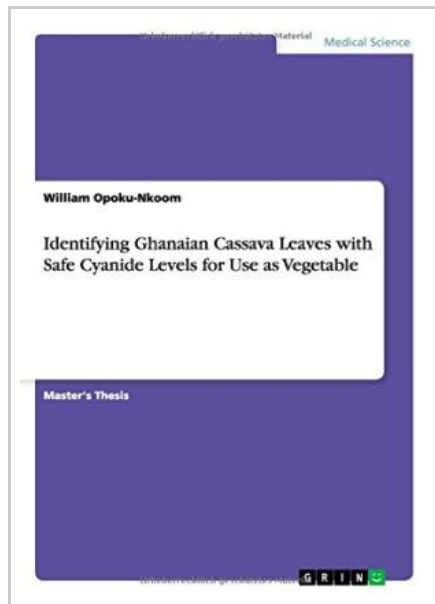 Medical Science
William Opoku-Nkoom
Identifying Ghanaian Cassava Leaves with
Safe Cyanide Levels for Use as Vegetable
Master's Thesis
GRIN